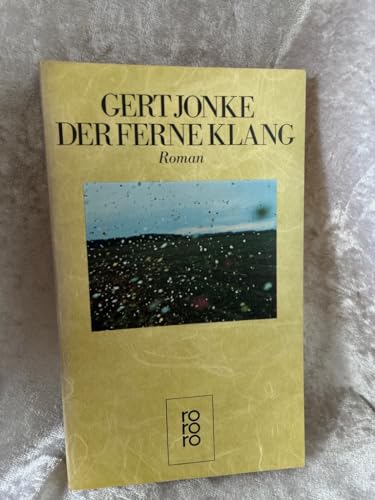 GERT JONKE
DER FERNE KLANG
Roman
ro
ro
ro